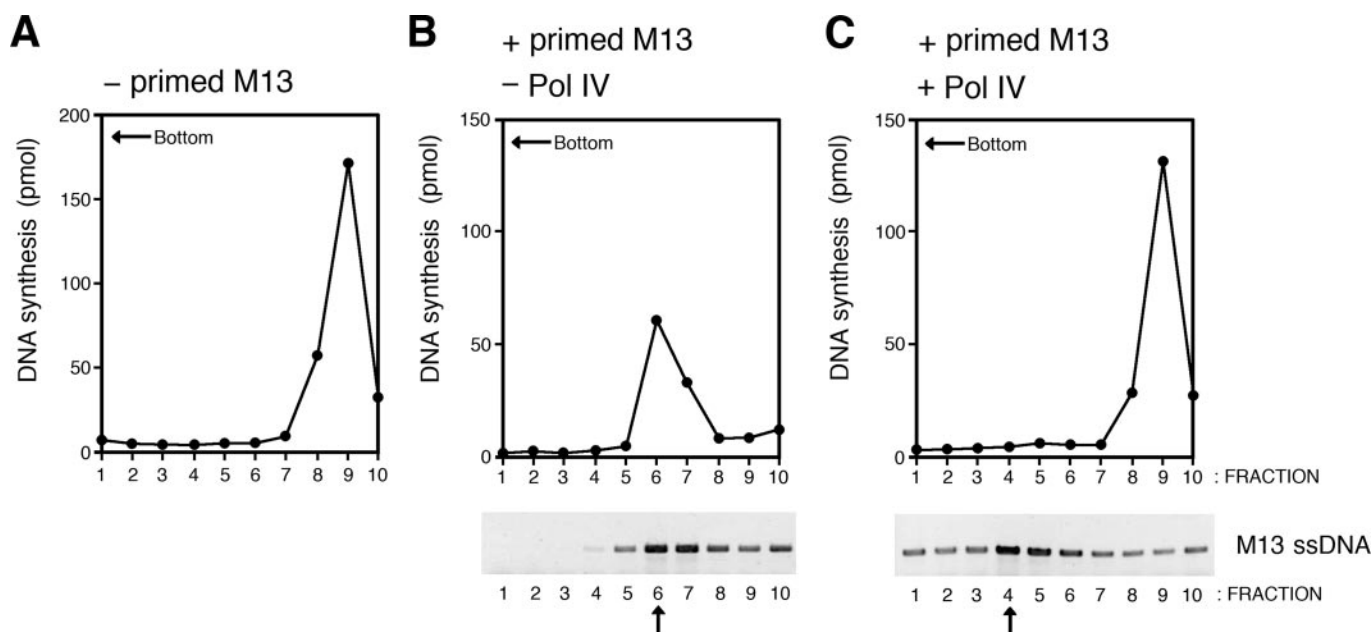 A
− primed M13
DNA synthesis (pmol)
200
150
100
50
0
Bottom
1 2 3 4 5 6 7 8 9 10
B
+ primed M13
− Pol IV
DNA synthesis (pmol)
150
100
50
0
Bottom
1 2 3 4 5 6 7 8 9 10
1 2 3 4 5 6 7 8 9 10
C
+ primed M13
+ Pol IV
DNA synthesis (pmol)
150
100
50
0
Bottom
1 2 3 4 5 6 7 8 9 10 : FRACTION
M13 ssDNA
1 2 3 4 5 6 7 8 9 10 : FRACTION